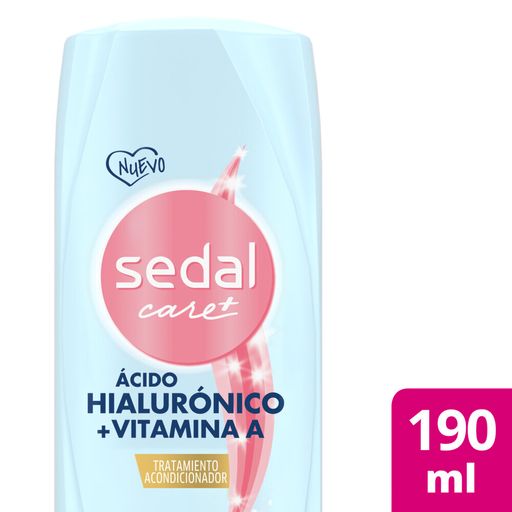 NUEVO
sedal
care+
ÁCIDO
HIALURÓNICO
+VITAMINA A
TRATAMIENTO
ACONDICIONADOR
190
ml